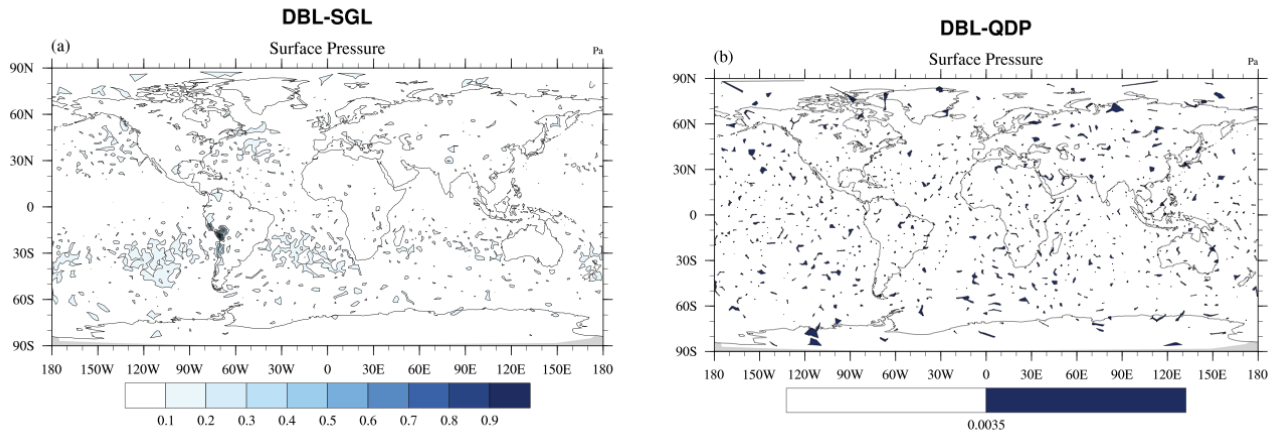 DBL-SGL
(a)
Surface Pressure
Pa
90N
60N
30N
0
30S
60S
90S
180 150W 120W 90W 60W 30W 0 30E 60E 90E 120E 150E 180
0.1 0.2 0.3 0.4 0.5 0.6 0.7 0.8 0.9
DBL-QDP
(b)
Surface Pressure
Pa
90N
60N
30N
0
30S
60S
90S
180 150W 120W 90W 60W 30W 0 30E 60E 90E 120E 150E 180
0.0035